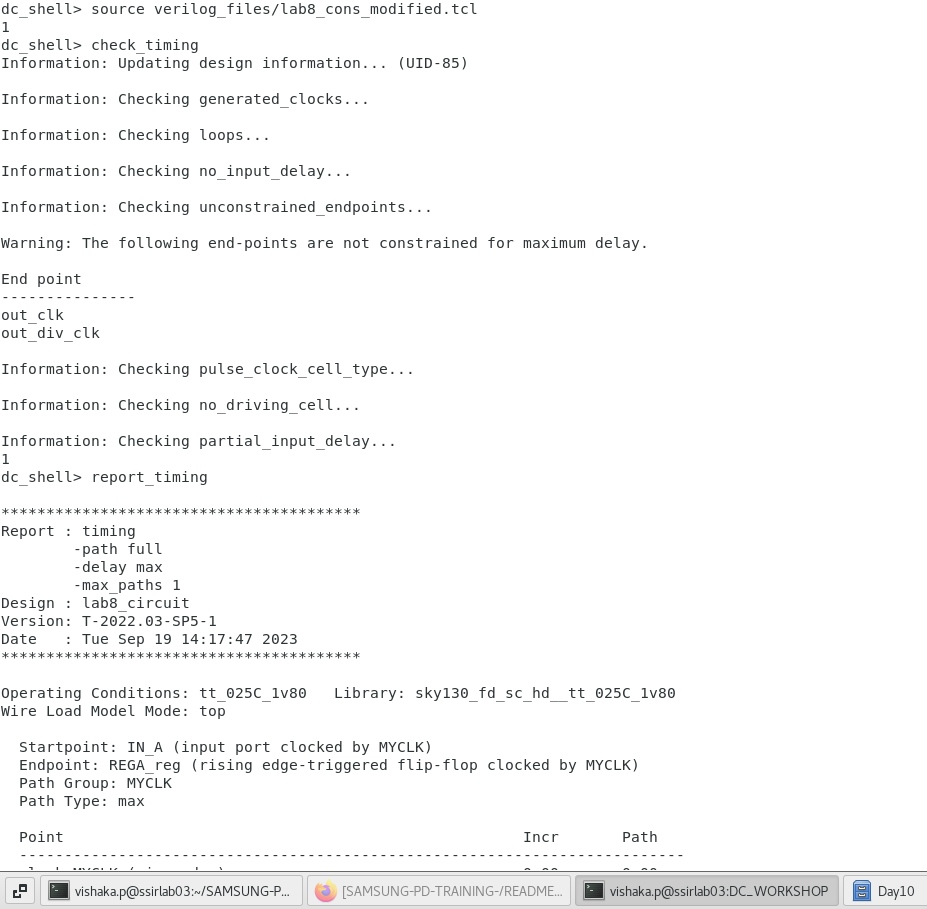 dc_shell> source verilog_files/lab8_cons_modified.tcl
1
dc_shell> check_timing
Information: Updating design information... (UID-85)
Information: Checking generated_clocks...
Information: Checking loops...
Information: Checking no_input_delay...
Information: Checking unconstrained_endpoints...
Warning: The following end-points are not constrained for maximum delay.
End point
---------------
out_clk
out_div_clk
Information: Checking pulse_clock_cell_type...
Information: Checking no_driving_cell...
Information: Checking partial_input_delay...
1
dc_shell> report_timing
****************************************
Report : timing
        -path full
        -delay max
        -max_paths 1
Design : lab8_circuit
Version: T-2022.03-SP5-1
Date   : Tue Sep 19 14:17:47 2023
****************************************
Operating Conditions: tt_025C_1v80   Library: sky130_fd_sc_hd__tt_025C_1v80
Wire Load Model Mode: top
  Startpoint: IN_A (input port clocked by MYCLK)
  Endpoint: REGA_reg (rising edge-triggered flip-flop clocked by MYCLK)
  Path Group: MYCLK
  Path Type: max
  Point                                                   Incr       Path
  --------------------------------------------------------------------------
vishaka.p@ssirlab03:~/SAMSUNG-P... [SAMSUNG-PD-TRAINING-/README... vishaka.p@ssirlab03:DC_WORKSHOP Day10